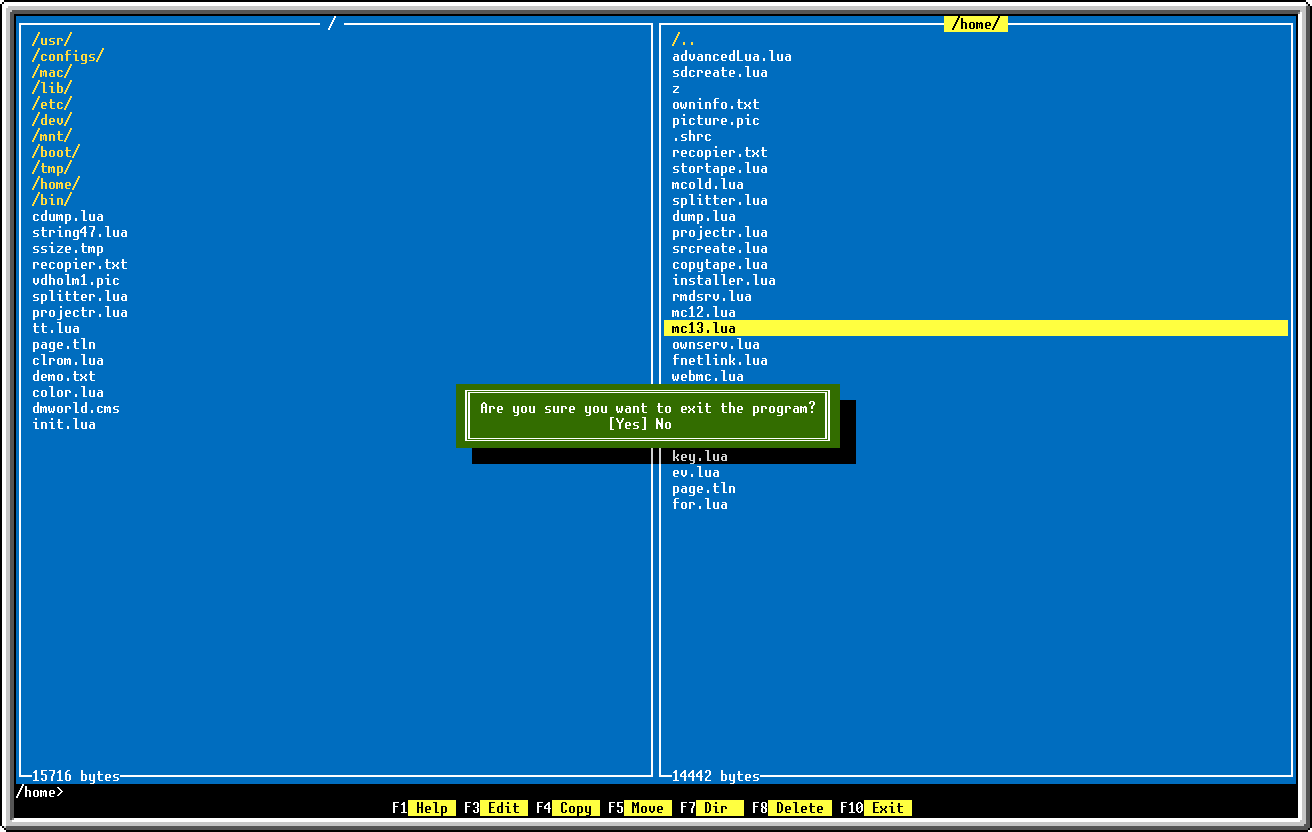 /
/usr/
/configs/
/mac/
/lib/
/etc/
/dev/
/mnt/
/boot/
/tmp/
/home/
/bin/
cdump.lua
string47.lua
ssize.tmp
recopier.txt
vdholm1.pic
splitter.lua
projectr.lua
tt.lua
page.tln
clrom.lua
demo.txt
color.lua
dmworld.cms
init.lua
15716 bytes
/home/
/..
advancedLua.lua
sdcreate.lua
z
owninfo.txt
picture.pic
.shrc
recopier.txt
stortape.lua
mcold.lua
splitter.lua
dump.lua
projectr.lua
srcreate.lua
copytape.lua
installer.lua
rmdsrv.lua
mc12.lua
mc13.lua
ownserv.lua
fnetlink.lua
webmc.lua
key.lua
ev.lua
page.tln
for.lua
14442 bytes
Are you sure you want to exit the program?
[Yes] No
/home>
F1 Help F3 Edit F4 Copy F5 Move F7 Dir F8 Delete F10 Exit